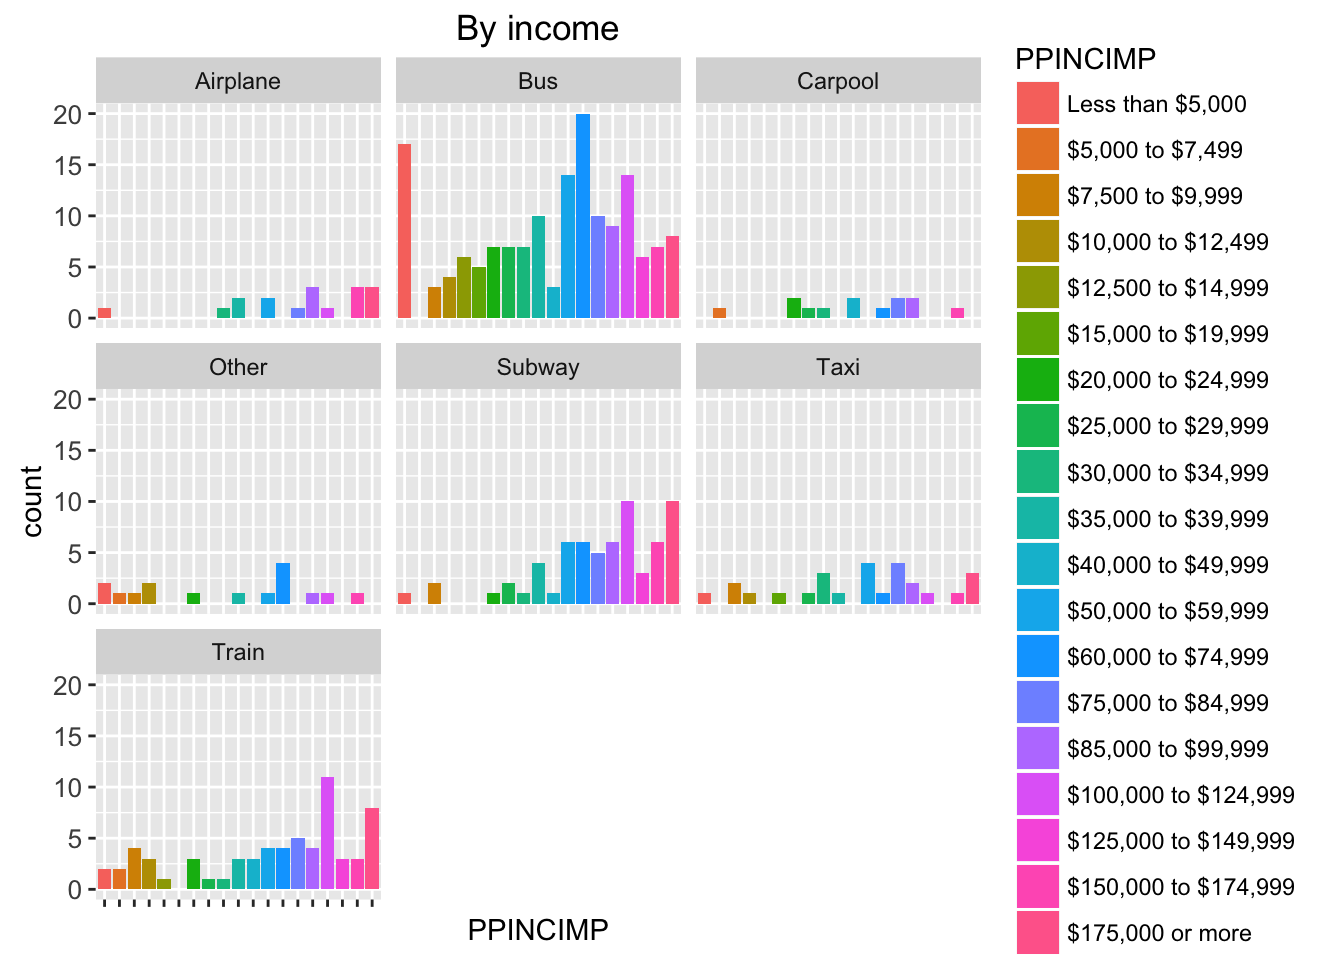 By income
Airplane
Bus
Carpool
20
15
10
5
0
Other
Subway
Taxi
20
15
10
5
0
Train
20
15
10
5
0
count
PPINCIMP
PPINCIMP
Less than $5,000
$5,000 to $7,499
$7,500 to $9,999
$10,000 to $12,499
$12,500 to $14,999
$15,000 to $19,999
$20,000 to $24,999
$25,000 to $29,999
$30,000 to $34,999
$35,000 to $39,999
$40,000 to $49,999
$50,000 to $59,999
$60,000 to $74,999
$75,000 to $84,999
$85,000 to $99,999
$100,000 to $124,999
$125,000 to $149,999
$150,000 to $174,999
$175,000 or more